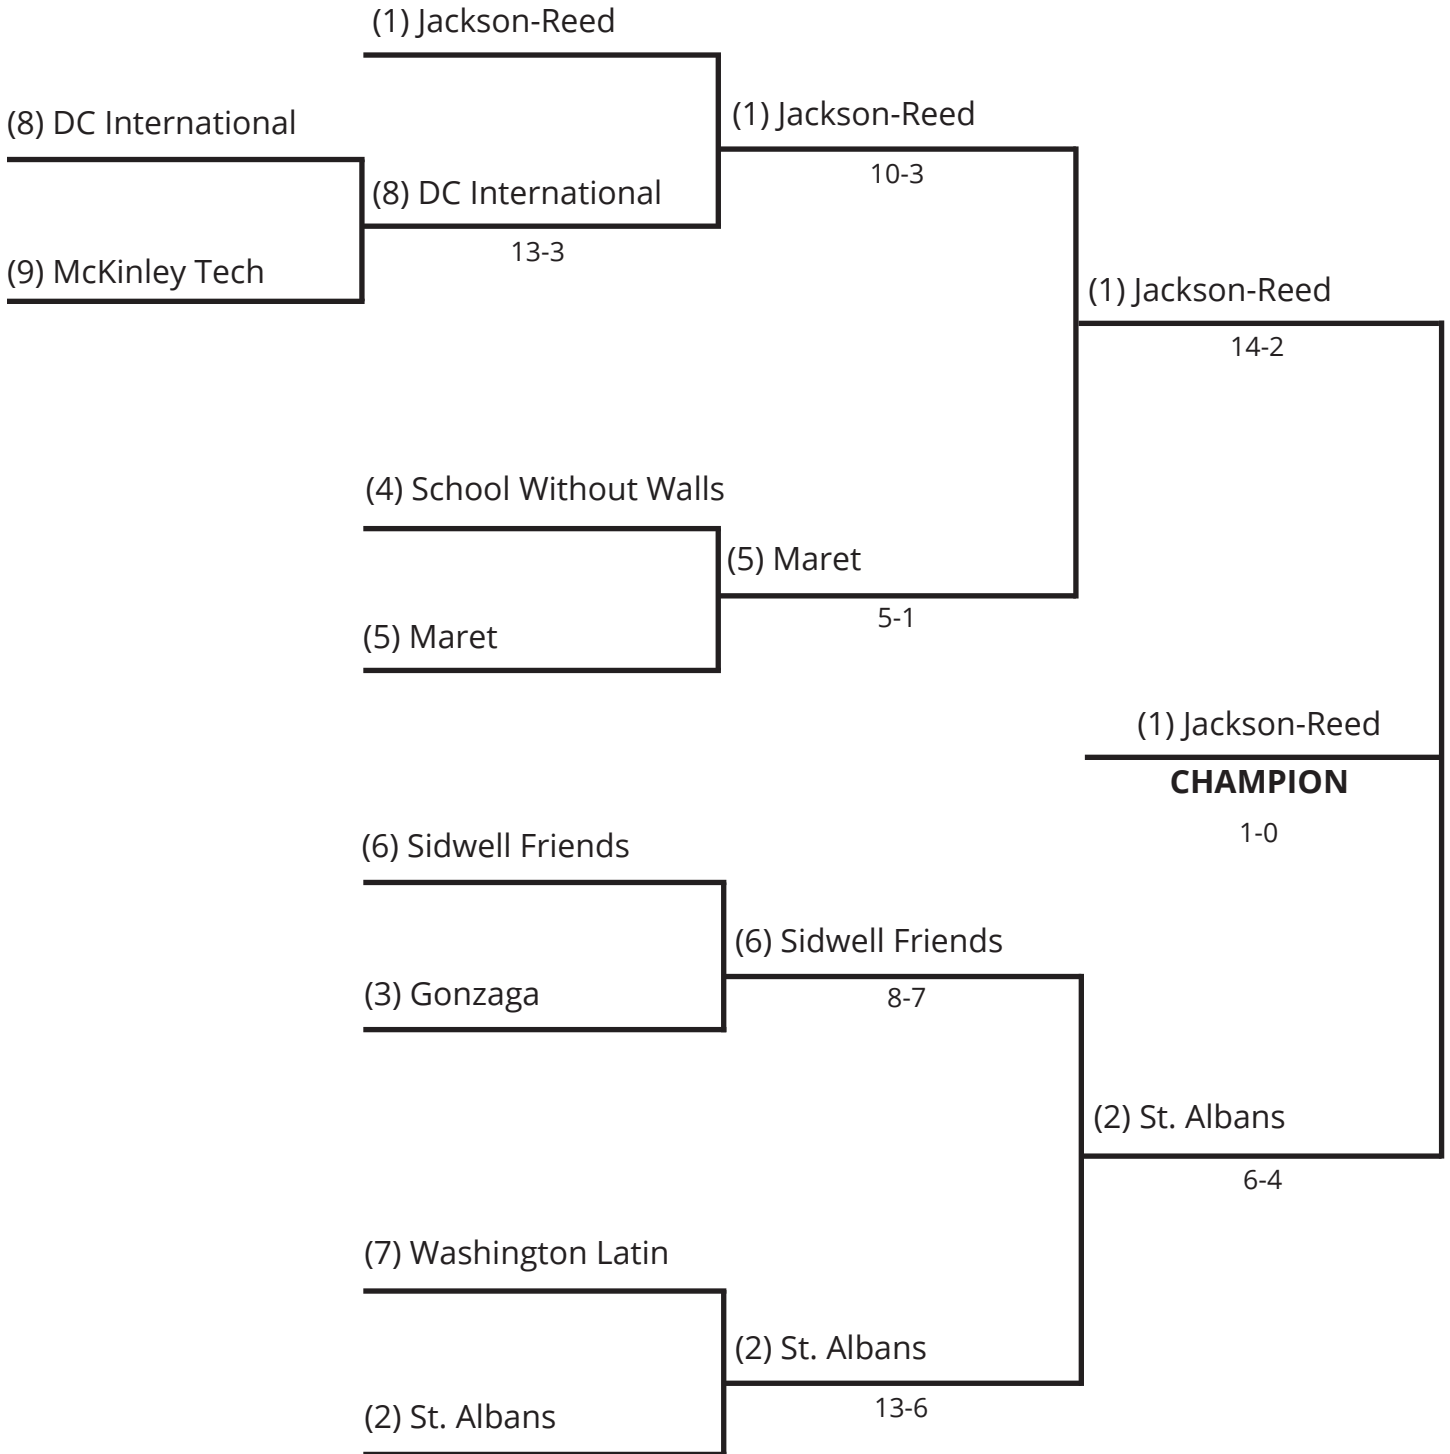 (1) Jackson-Reed
(8) DC International
(1) Jackson-Reed
10-3
(8) DC International
13-3
(9) McKinley Tech
(1) Jackson-Reed
14-2
(4) School Without Walls
(5) Maret
5-1
(5) Maret
(1) Jackson-Reed
CHAMPION
1-0
(6) Sidwell Friends
(6) Sidwell Friends
8-7
(3) Gonzaga
(2) St. Albans
6-4
(7) Washington Latin
(2) St. Albans
13-6
(2) St. Albans